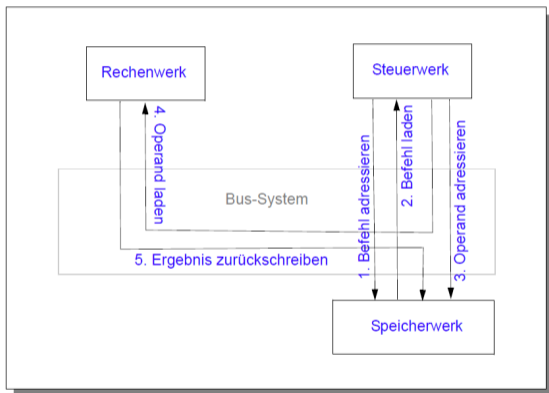 Rechenwerk
Steuerwerk
4. Operand laden
1. Befehl adressieren
2. Befehl laden
3. Operand adressieren
Bus-System
5. Ergebnis zurückschreiben
Speicherwerk